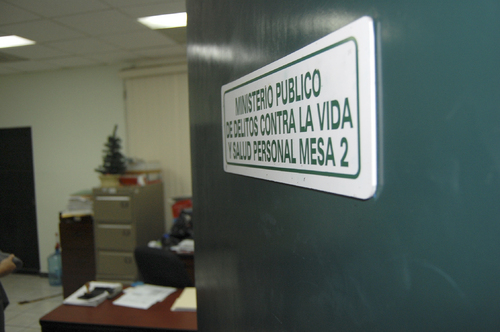 MINISTERIO PUBLICO
DE DELITOS CONTRA LA VIDA
Y SALUD PERSONAL MESA 2